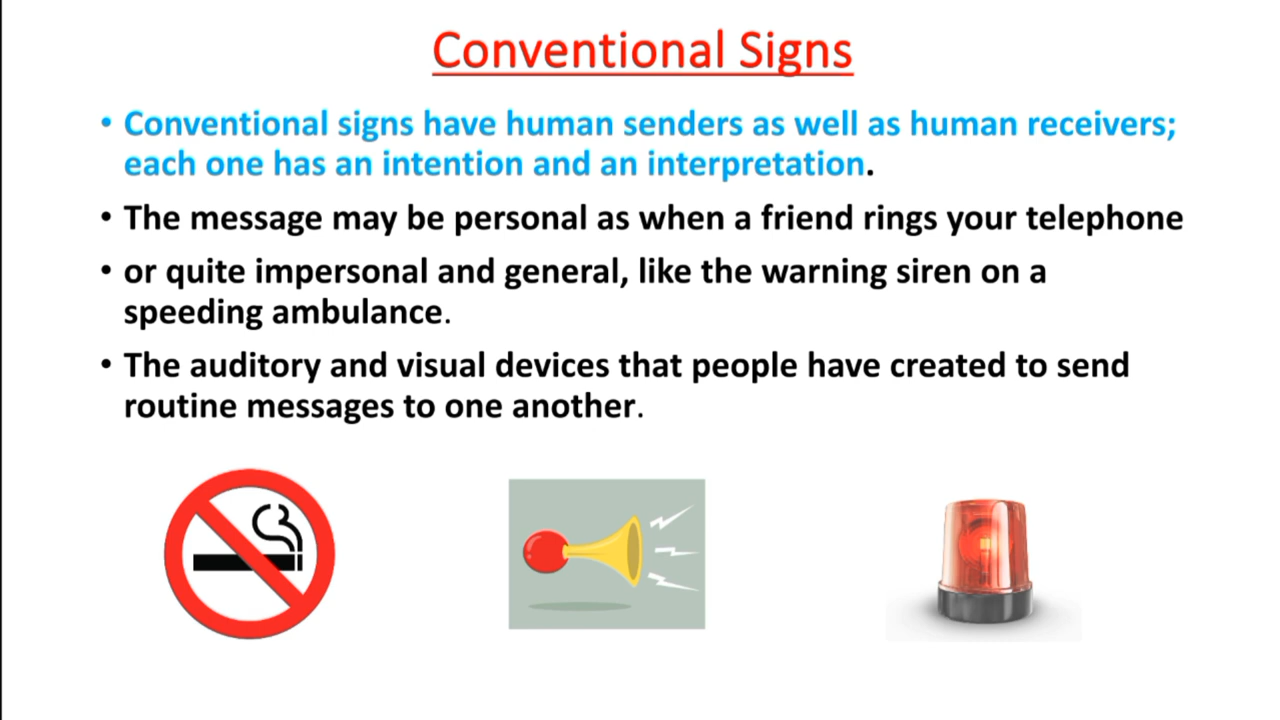 Conventional Signs
• Conventional signs have human senders as well as human receivers;
each one has an intention and an interpretation.
• The message may be personal as when a friend rings your telephone
• or quite impersonal and general, like the warning siren on a
speeding ambulance.
• The auditory and visual devices that people have created to send
routine messages to one another.